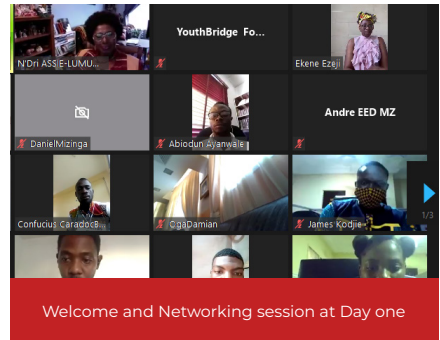 N'Dri ASSIE-LUMU...
YouthBridge Fo...
Ekene Ezeji
DanielMizinga
Abiodun Ayanwale
Andre EED MZ
Confucius CaradocB...
OgaDamian
James Kodjie
1/3
Welcome and Networking session at Day one